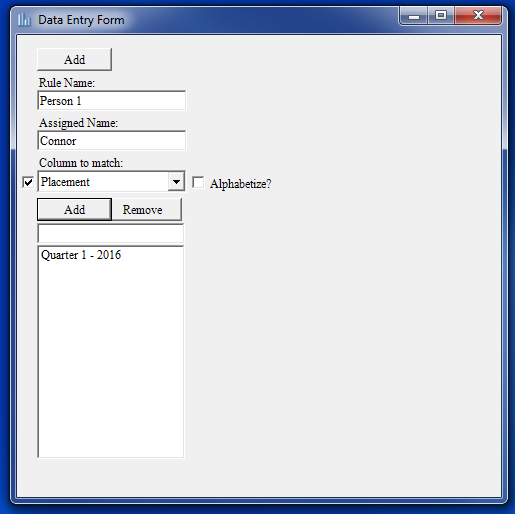 Data Entry Form
Add
Rule Name:
Person 1
Assigned Name:
Connor
Column to match:
Placement
Alphabetize?
Add Remove
Quarter 1 - 2016